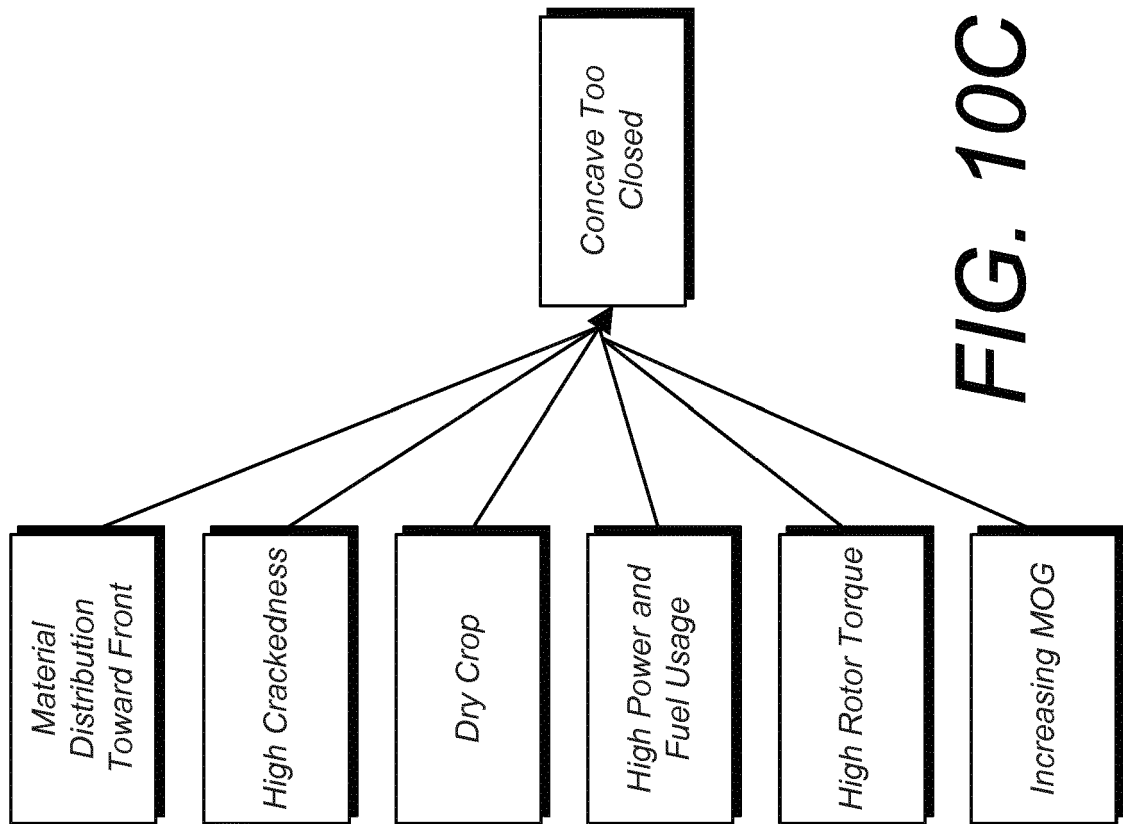 Material
Distribution
Toward Front
High Crackedness
Dry Crop
High Power and
Fuel Usage
High Rotor Torque
Increasing MOG
Concave Too
Closed
FIG. 10C